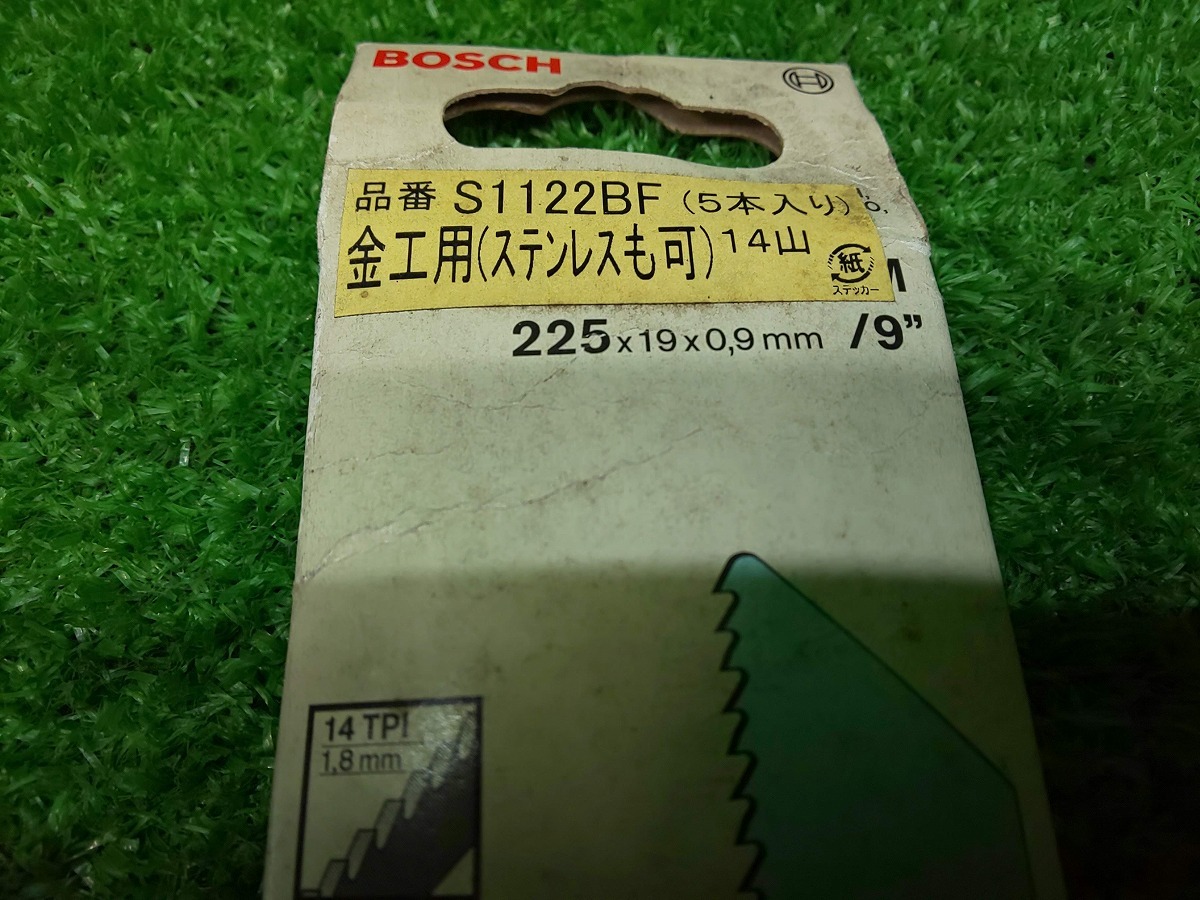 BOSCH
品番 S1122BF (5本入り)
金工用(ステンレスも可) 14山
紙
ステッカー
225 x 19 x 0,9 mm /9”
14 TPI
1,8 mm